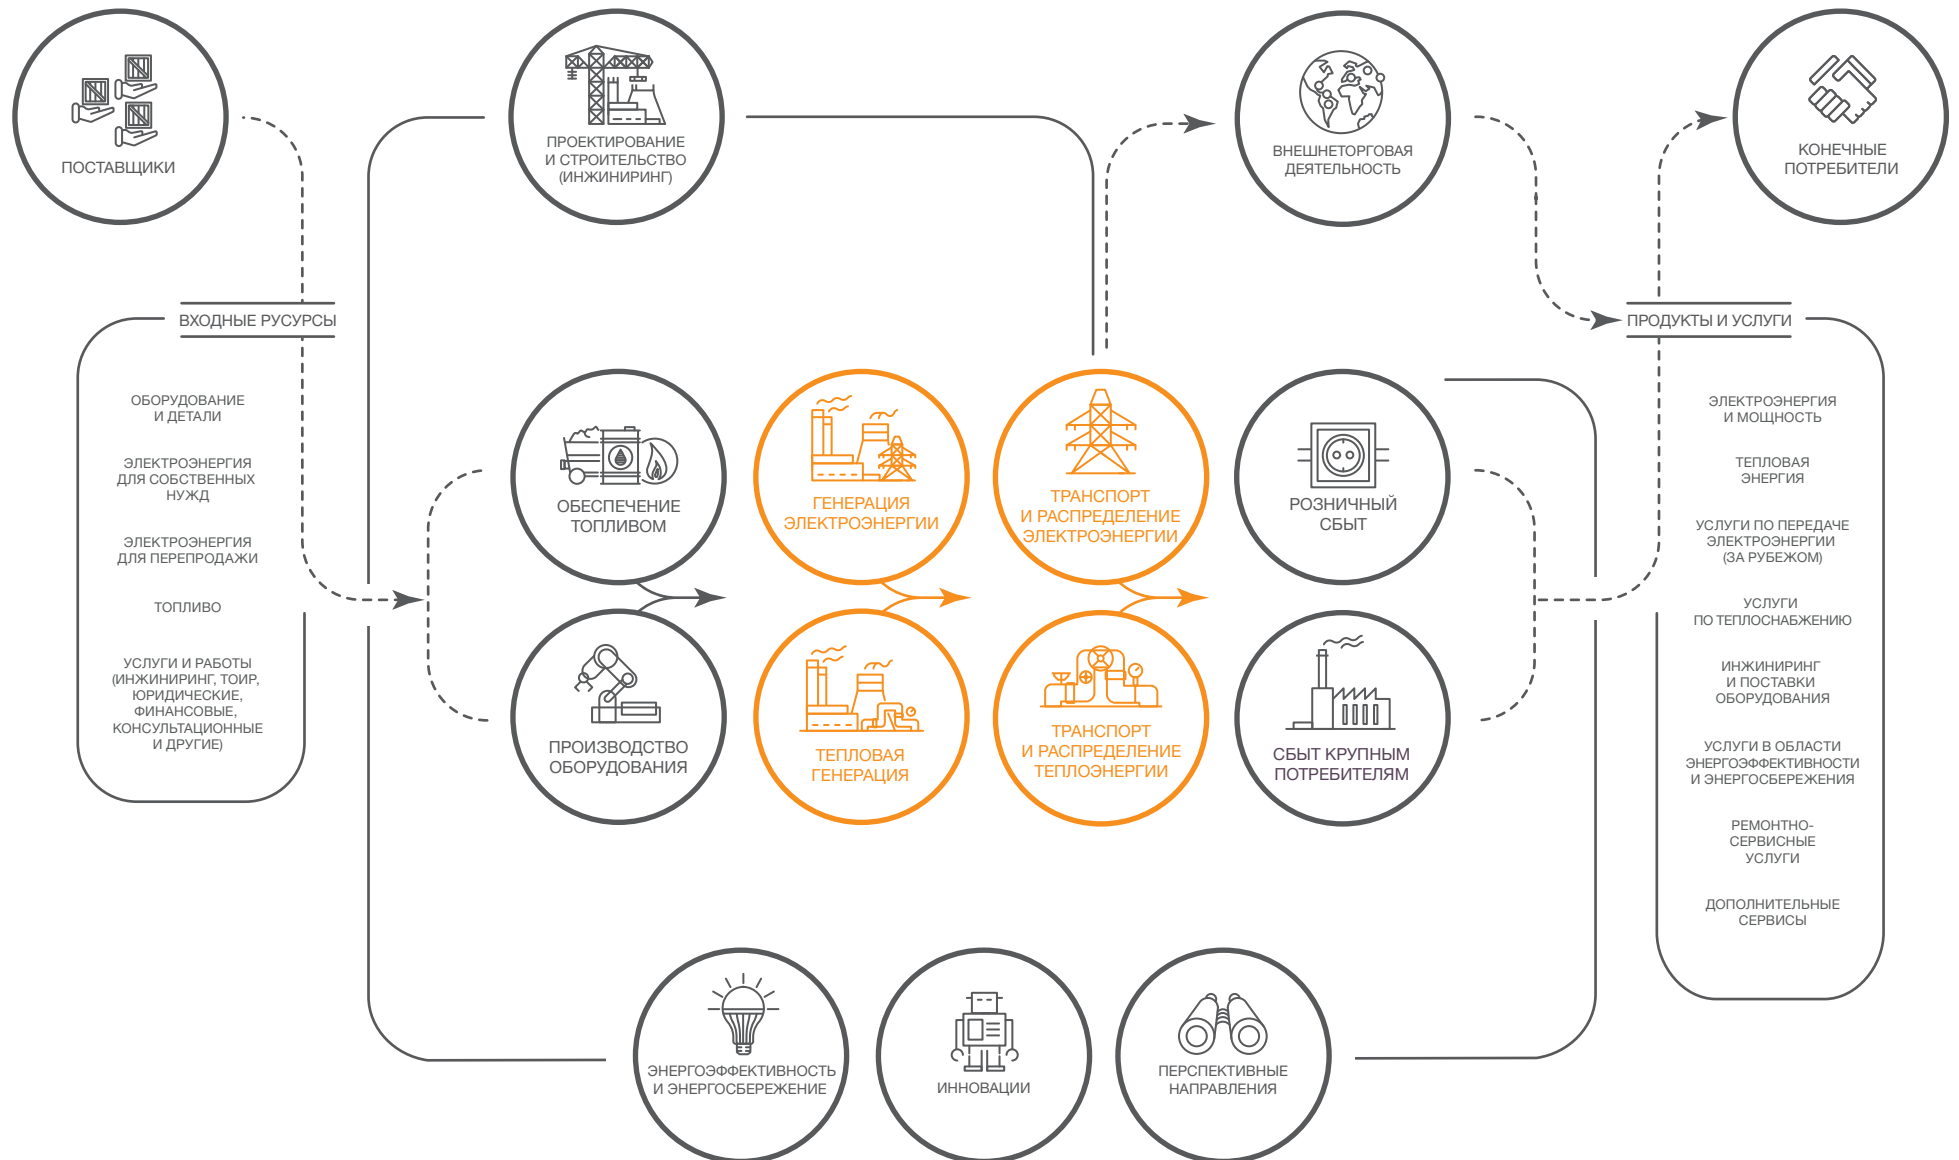 ПОСТАВЩИКИ
ПРОЕКТИРОВАНИЕ
И СТРОИТЕЛЬСТВО
(ИНЖИНИРИНГ)
ВНЕШНЕТОРГОВАЯ
ДЕЯТЕЛЬНОСТЬ
КОНЕЧНЫЕ
ПОТРЕБИТЕЛИ
ВХОДНЫЕ РУСУРСЫ
ОБОРУДОВАНИЕ
И ДЕТАЛИ
ЭЛЕКТРОЭНЕРГИЯ
ДЛЯ СОБСТВЕННЫХ
НУЖД
ЭЛЕКТРОЭНЕРГИЯ
ДЛЯ ПЕРЕПРОДАЖИ
ТОПЛИВО
УСЛУГИ И РАБОТЫ
(ИНЖИНИРИНГ, ТОИР,
ЮРИДИЧЕСКИЕ,
ФИНАНСОВЫЕ,
КОНСУЛЬТАЦИОННЫЕ
И ДРУГИЕ)
ОБЕСПЕЧЕНИЕ
ТОПЛИВОМ
ГЕНЕРАЦИЯ
ЭЛЕКТРОЭНЕРГИИ
ТРАНСПОРТ
И РАСПРЕДЕЛЕНИЕ
ЭЛЕКТРОЭНЕРГИИ
РОЗНИЧНЫЙ
СБЫТ
ПРОИЗВОДСТВО
ОБОРУДОВАНИЯ
ТЕПЛОВАЯ
ГЕНЕРАЦИЯ
ТРАНСПОРТ
И РАСПРЕДЕЛЕНИЕ
ТЕПЛОЭНЕРГИИ
СБЫТ КРУПНЫМ
ПОТРЕБИТЕЛЯМ
ПРОДУКТЫ И УСЛУГИ
ЭЛЕКТРОЭНЕРГИЯ
И МОЩНОСТЬ
ТЕПЛОВАЯ
ЭНЕРГИЯ
УСЛУГИ ПО ПЕРЕДАЧЕ
ЭЛЕКТРОЭНЕРГИИ
(ЗА РУБЕЖОМ)
УСЛУГИ
ПО ТЕПЛОСНАБЖЕНИЮ
ИНЖИНИРИНГ
И ПОСТАВКИ
ОБОРУДОВАНИЯ
УСЛУГИ В ОБЛАСТИ
ЭНЕРГОЭФФЕКТИВНОСТИ
И ЭНЕРГОСБЕРЕЖЕНИЯ
РЕМОНТНО-
СЕРВИСНЫЕ
УСЛУГИ
ДОПОЛНИТЕЛЬНЫЕ
СЕРВИСЫ
ЭНЕРГОЭФФЕКТИВНОСТЬ
И ЭНЕРГОСБЕРЕЖЕНИЕ
ИННОВАЦИИ
ПЕРСПЕКТИВНЫЕ
НАПРАВЛЕНИЯ